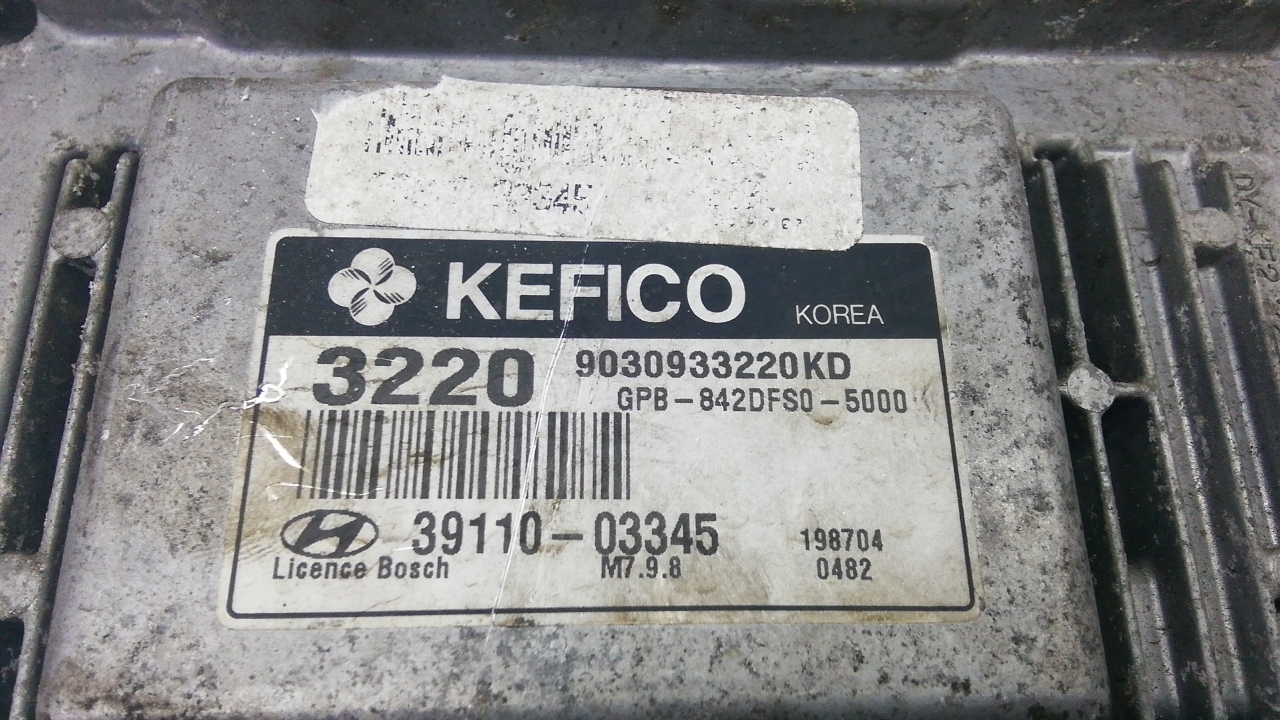 KEFICO KOREA
3220 9030933220KD
GPB-842DFS0-5000
39110-03345 198704
Licence Bosch M7.9.8 0482